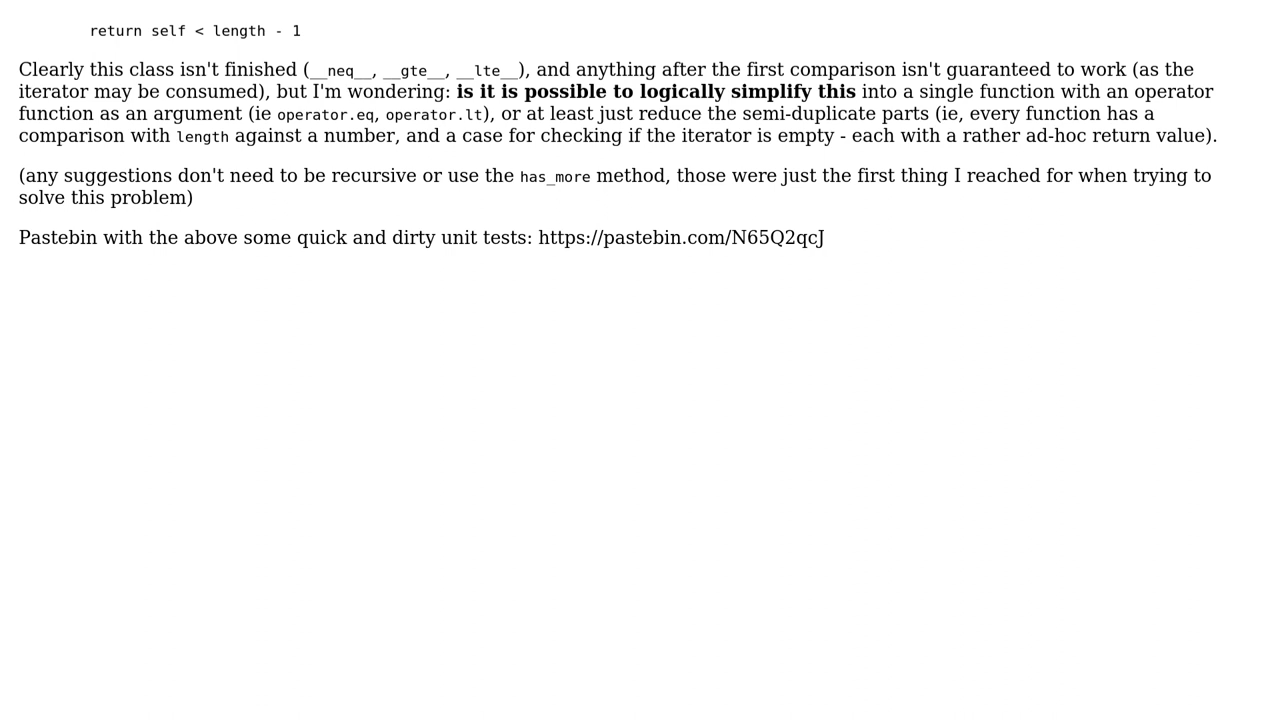 return self < length - 1
Clearly this class isn't finished (__neq__, __gte__, __lte__), and anything after the first comparison isn't guaranteed to work (as the
iterator may be consumed), but I'm wondering: is it is possible to logically simplify this into a single function with an operator
function as an argument (ie operator.eq, operator.lt), or at least just reduce the semi-duplicate parts (ie, every function has a
comparison with length against a number, and a case for checking if the iterator is empty - each with a rather ad-hoc return value).
(any suggestions don't need to be recursive or use the has_more method, those were just the first thing I reached for when trying to
solve this problem)
Pastebin with the above some quick and dirty unit tests: https://pastebin.com/N65Q2qcJ